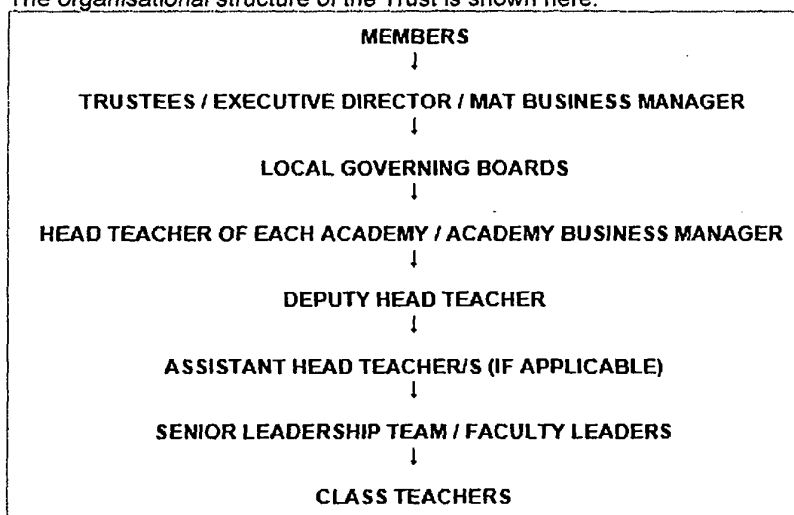 The organisational structure of the Trust is shown here:
MEMBERS
↓
TRUSTEES / EXECUTIVE DIRECTOR / MAT BUSINESS MANAGER
↓
LOCAL GOVERNING BOARDS
↓
HEAD TEACHER OF EACH ACADEMY / ACADEMY BUSINESS MANAGER
↓
DEPUTY HEAD TEACHER
↓
ASSISTANT HEAD TEACHER/S (IF APPLICABLE)
↓
SENIOR LEADERSHIP TEAM / FACULTY LEADERS
↓
CLASS TEACHERS